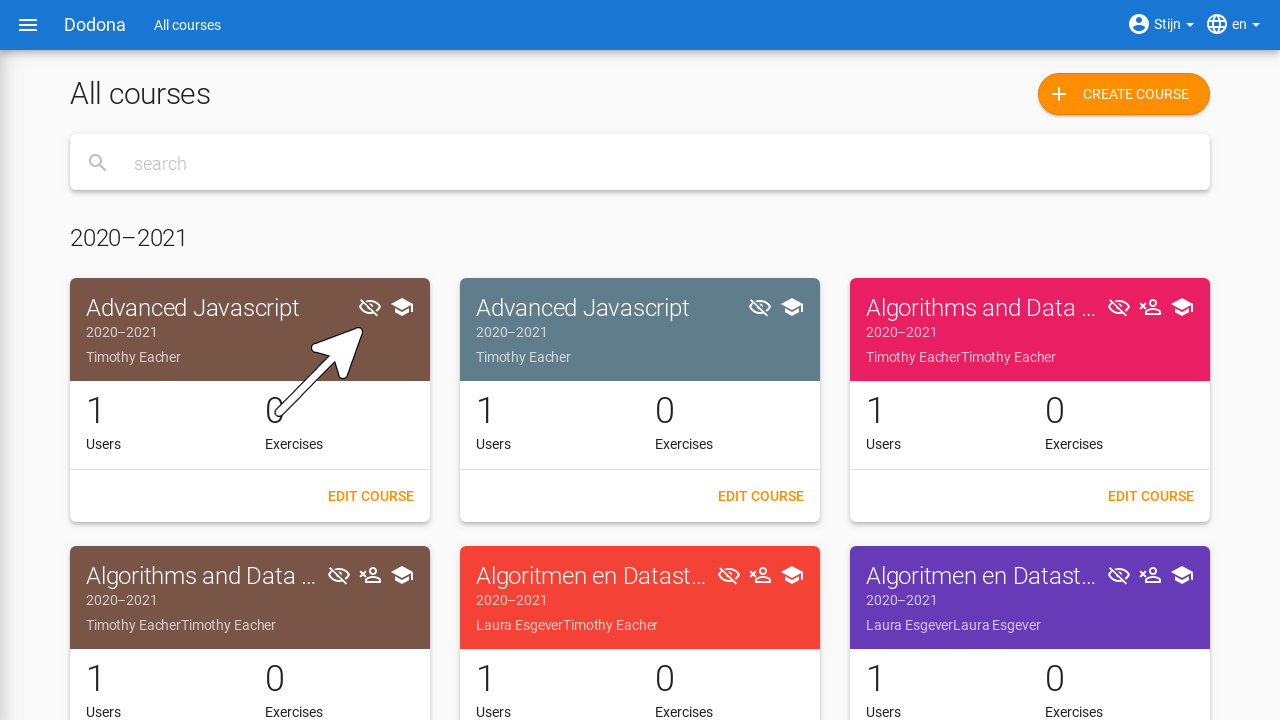 Dodona All courses Stijn en
All courses
CREATE COURSE
search
2020–2021
Advanced Javascript
2020–2021
Timothy Eacher
1 0
Users Exercises
EDIT COURSE
Advanced Javascript
2020–2021
Timothy Eacher
1 0
Users Exercises
EDIT COURSE
Algorithms and Data ...
2020–2021
Timothy EacherTimothy Eacher
1 0
Users Exercises
EDIT COURSE
Algorithms and Data ...
2020–2021
Timothy EacherTimothy Eacher
1 0
Users Exercises
Algoritmen en Datast...
2020–2021
Laura EsgeverTimothy Eacher
1 0
Users Exercises
Algoritmen en Datast...
2020–2021
Laura EsgeverLaura Esgever
1 0
Users Exercises